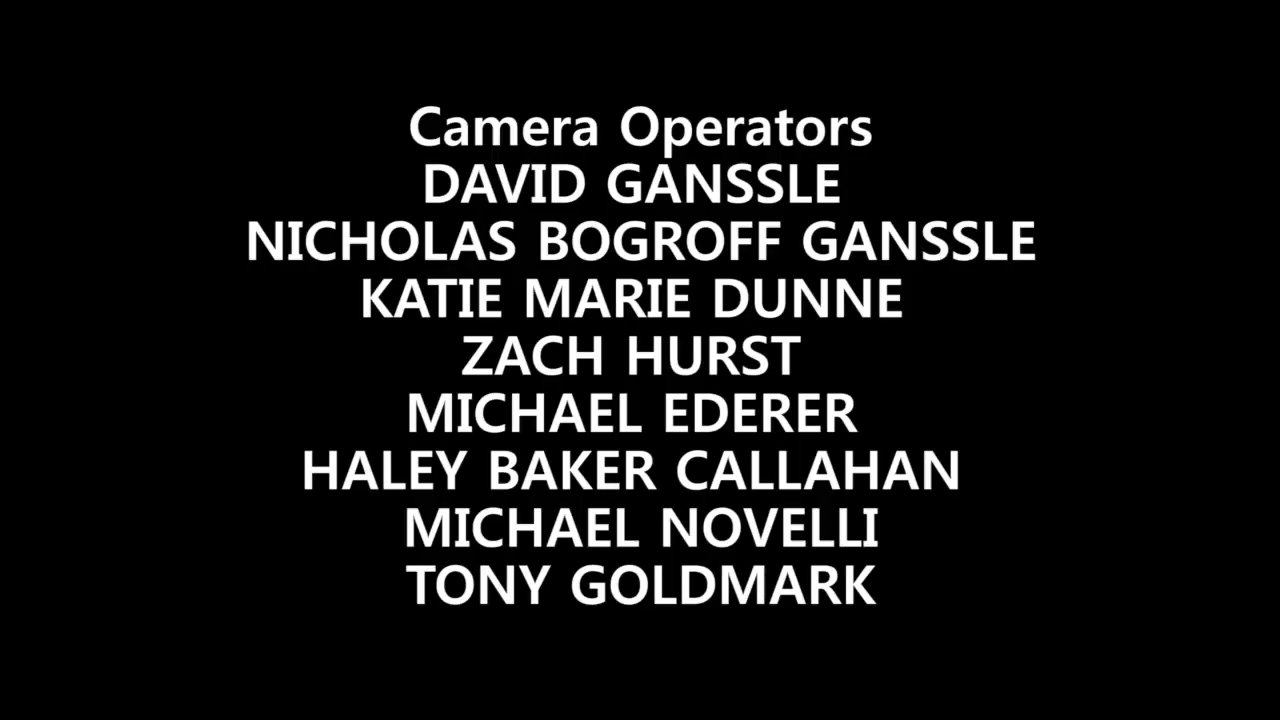 Camera Operators
DAVID GANSSLE
NICHOLAS BOGROFF GANSSLE
KATIE MARIE DUNNE
ZACH HURST
MICHAEL EDERER
HALEY BAKER CALLAHAN
MICHAEL NOVELLI
TONY GOLDMARK